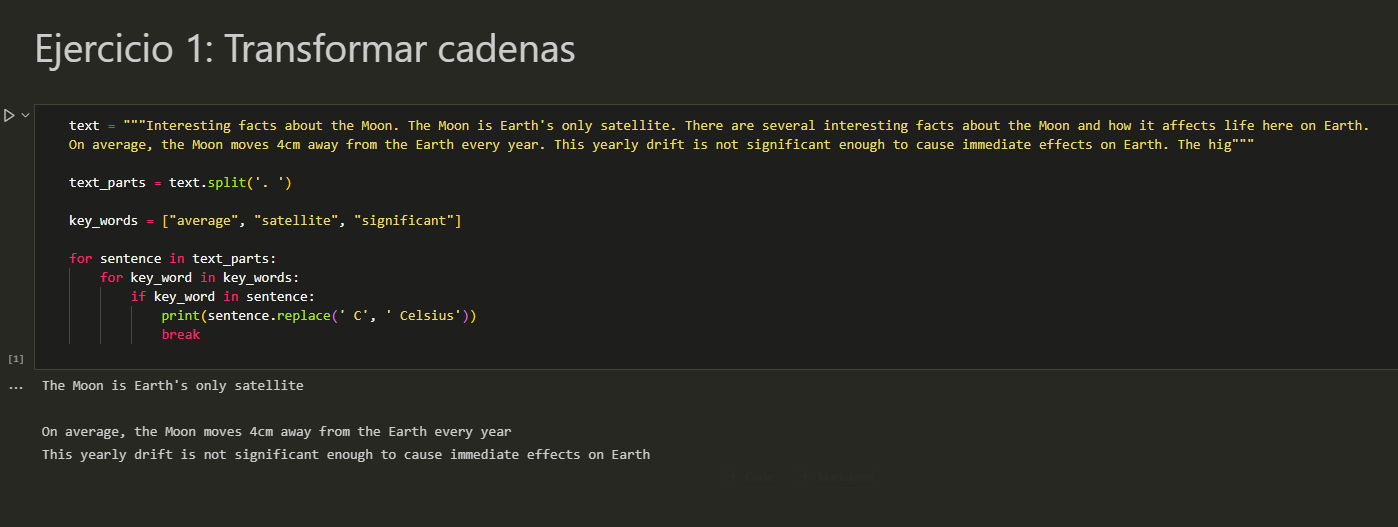 Ejercicio 1: Transformar cadenas
text = """Interesting facts about the Moon. The Moon is Earth's only satellite. There are several interesting facts about the Moon and how it affects life here on Earth.
On average, the Moon moves 4cm away from the Earth every year. This yearly drift is not significant enough to cause immediate effects on Earth. The hig"""
text_parts = text.split('. ')
key_words = ["average", "satellite", "significant"]
for sentence in text_parts:
    for key_word in key_words:
        if key_word in sentence:
            print(sentence.replace(' C', ' Celsius'))
            break
[1]
... The Moon is Earth's only satellite
On average, the Moon moves 4cm away from the Earth every year
This yearly drift is not significant enough to cause immediate effects on Earth